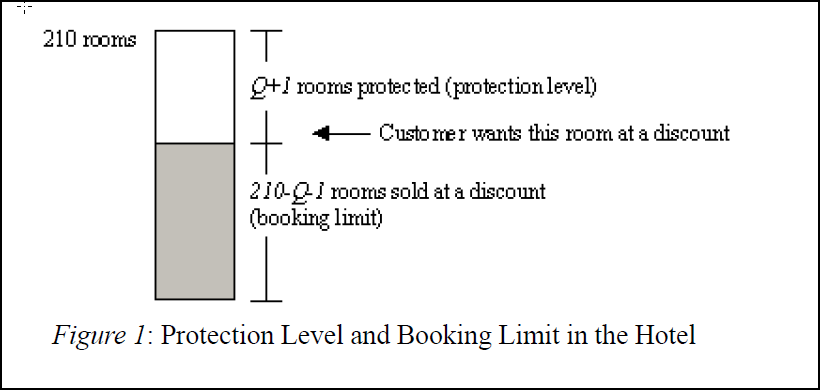 210 rooms
Q+1 rooms protected (protection level)
Customer wants this room at a discount
210-Q-1 rooms sold at a discount
(booking limit)
Figure 1: Protection Level and Booking Limit in the Hotel